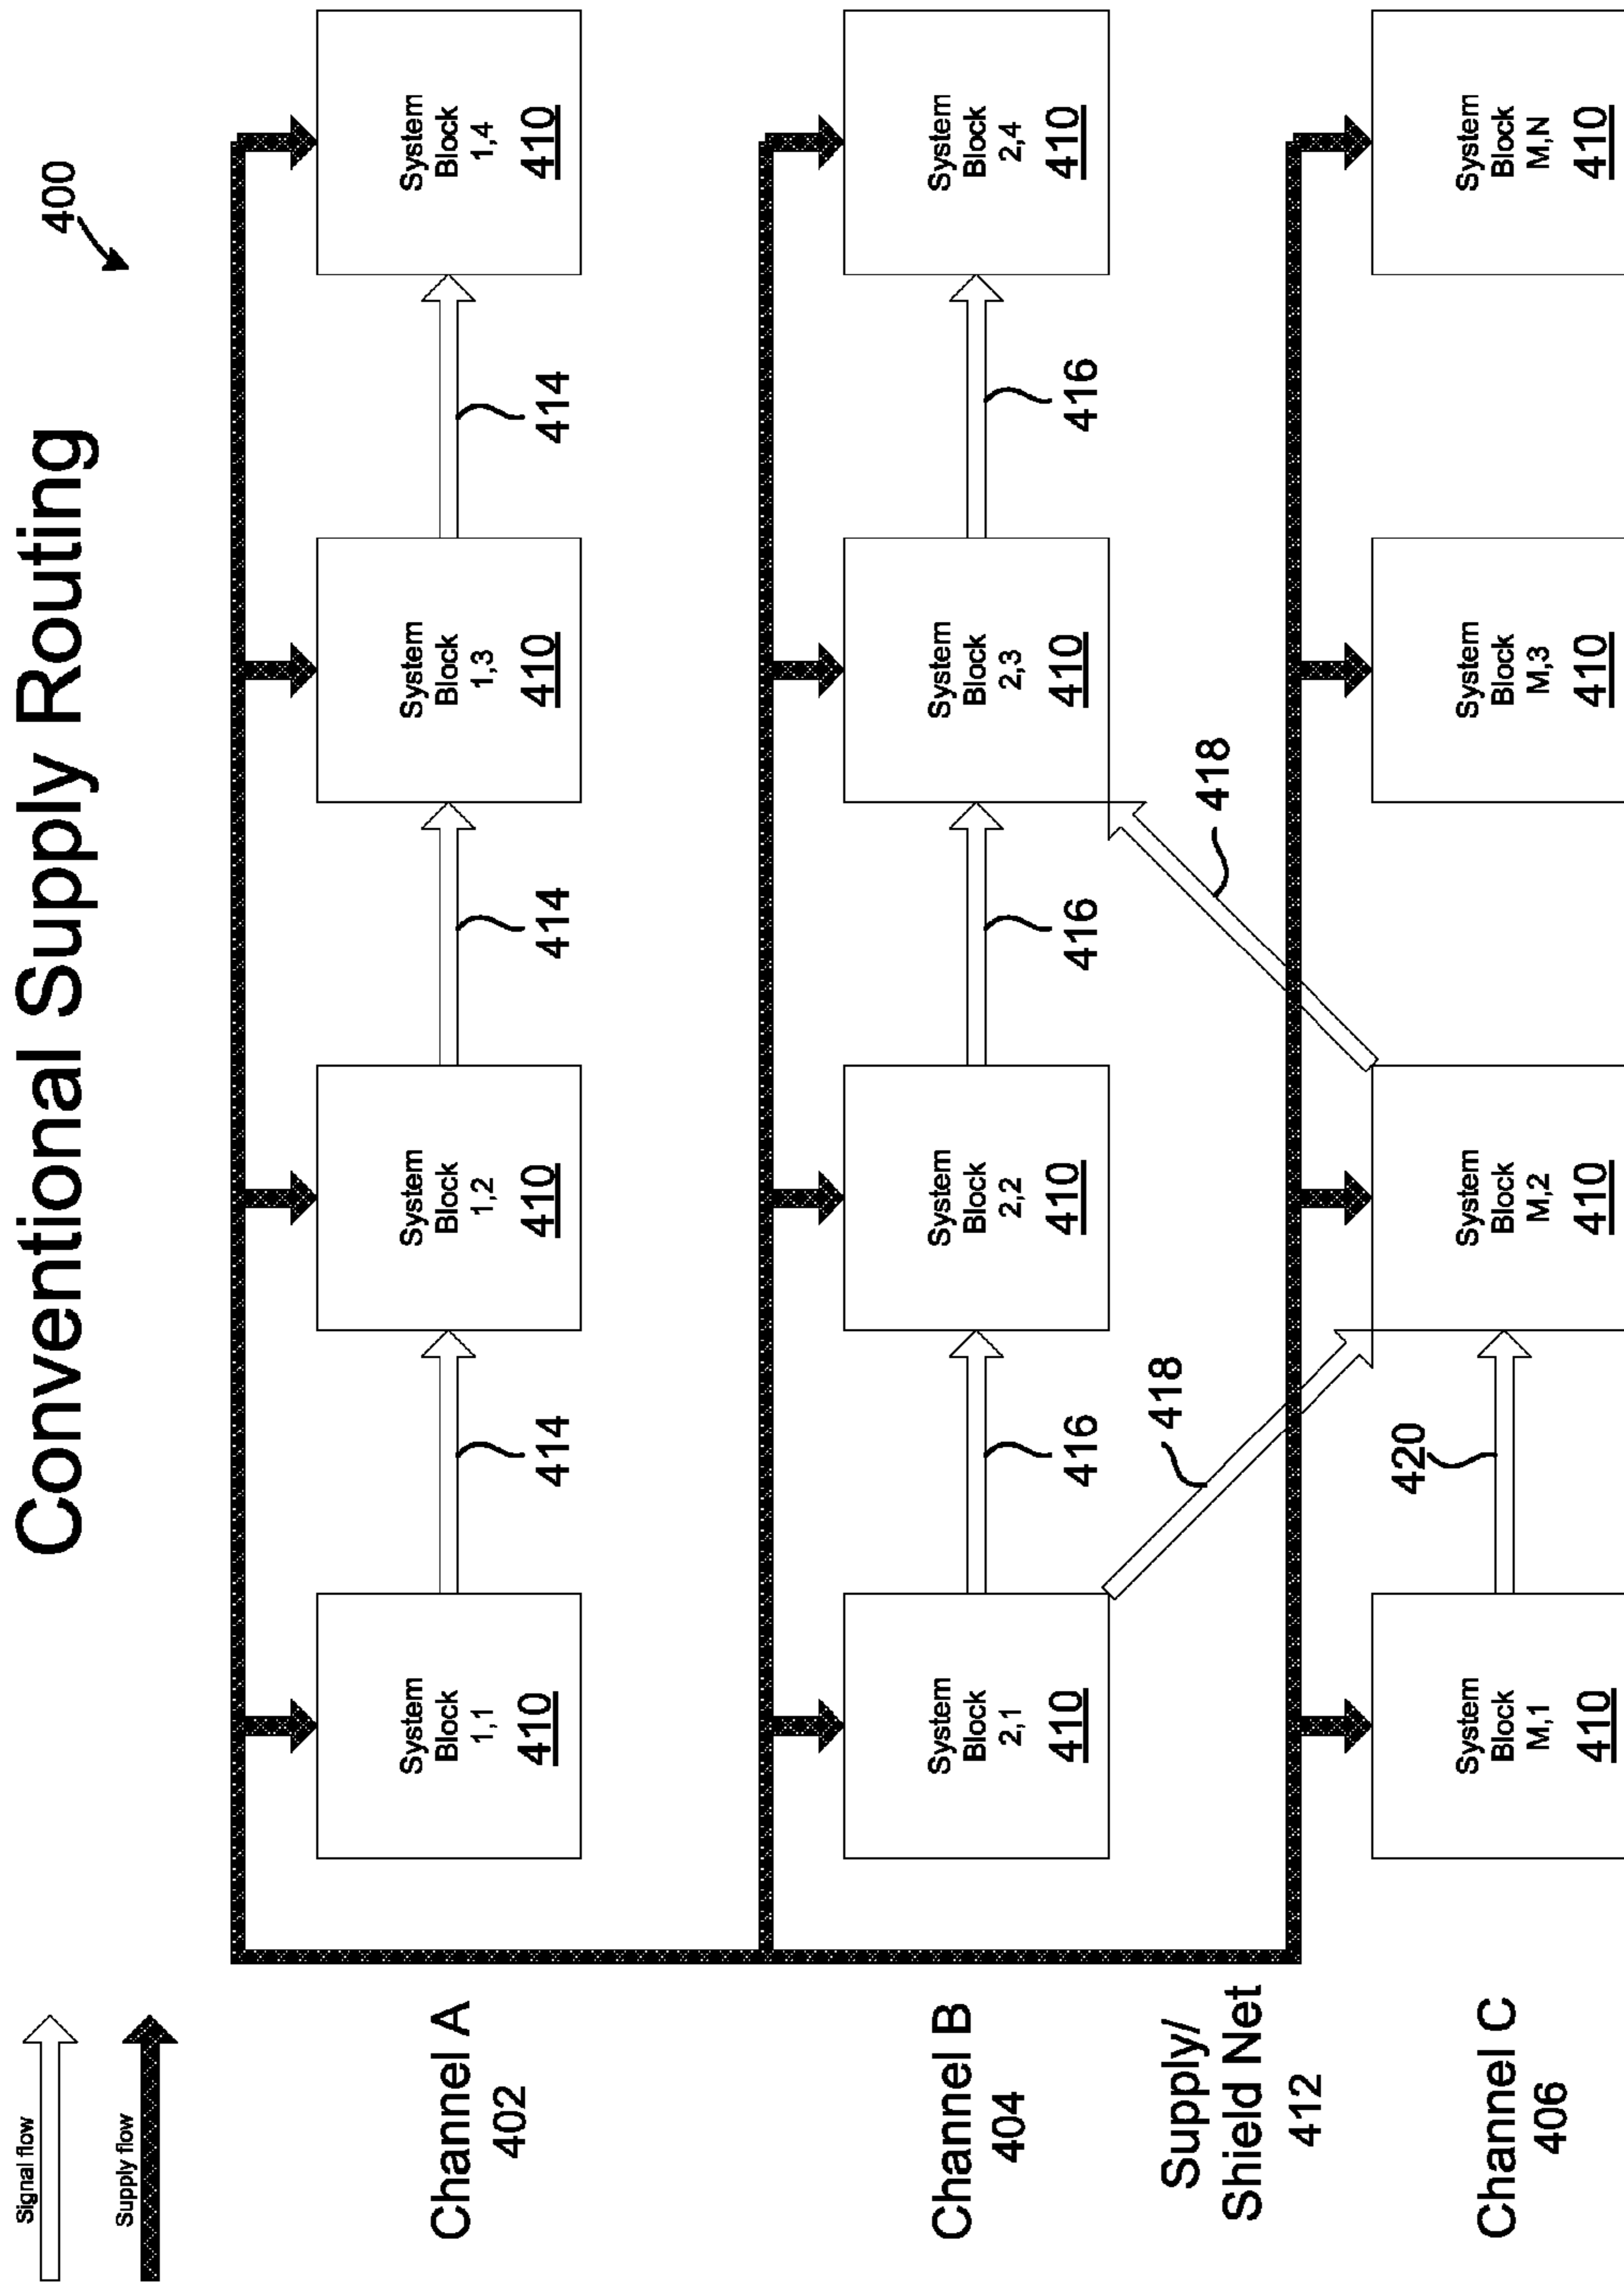 Conventional Supply Routing
Signal flow
Supply flow
400
Channel A
402
System
Block
1,1
410
414
System
Block
1,2
410
414
System
Block
1,3
410
414
System
Block
1,4
410
Channel B
404
System
Block
2,1
410
416
System
Block
2,2
410
416
System
Block
2,3
410
416
System
Block
2,4
410
Supply/
Shield Net
412
418
418
Channel C
406
System
Block
M,1
410
420
System
Block
M,2
410
System
Block
M,3
410
System
Block
M,N
410